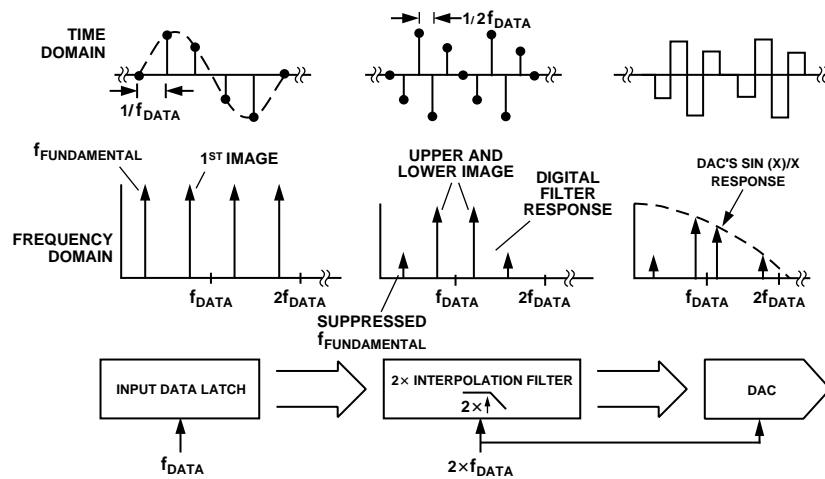 TIME
DOMAIN
1/fDATA
1/2fDATA
fFUNDAMENTAL
1ST IMAGE
UPPER AND
LOWER IMAGE
DIGITAL
FILTER
RESPONSE
DAC'S SIN (X)/X
RESPONSE
FREQUENCY
DOMAIN
fDATA
2fDATA
fDATA
2fDATA
fDATA
2fDATA
SUPPRESSED
fFUNDAMENTAL
INPUT DATA LATCH
2× INTERPOLATION FILTER
2×
DAC
fDATA
2×fDATA